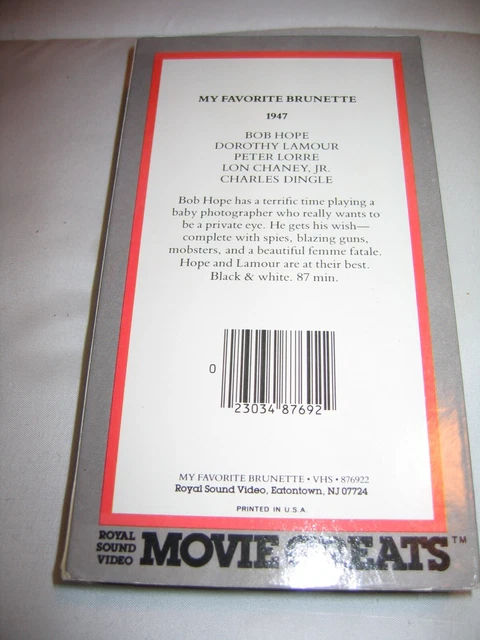 MY FAVORITE BRUNETTE
1947
BOB HOPE
DOROTHY LAMOUR
PETER LORRE
LON CHANEY, JR.
CHARLES DINGLE
Bob Hope has a terrific time playing a
baby photographer who really wants to
be a private eye. He gets his wish—
complete with spies, blazing guns,
mobsters, and a beautiful femme fatale.
Hope and Lamour are at their best.
Black & white. 87 min.
0
23034 87692
MY FAVORITE BRUNETTE • VHS • 876922
Royal Sound Video, Eatontown, NJ 07724
PRINTED IN U.S.A.
ROYAL
SOUND
VIDEO
MOVIE GREATS™